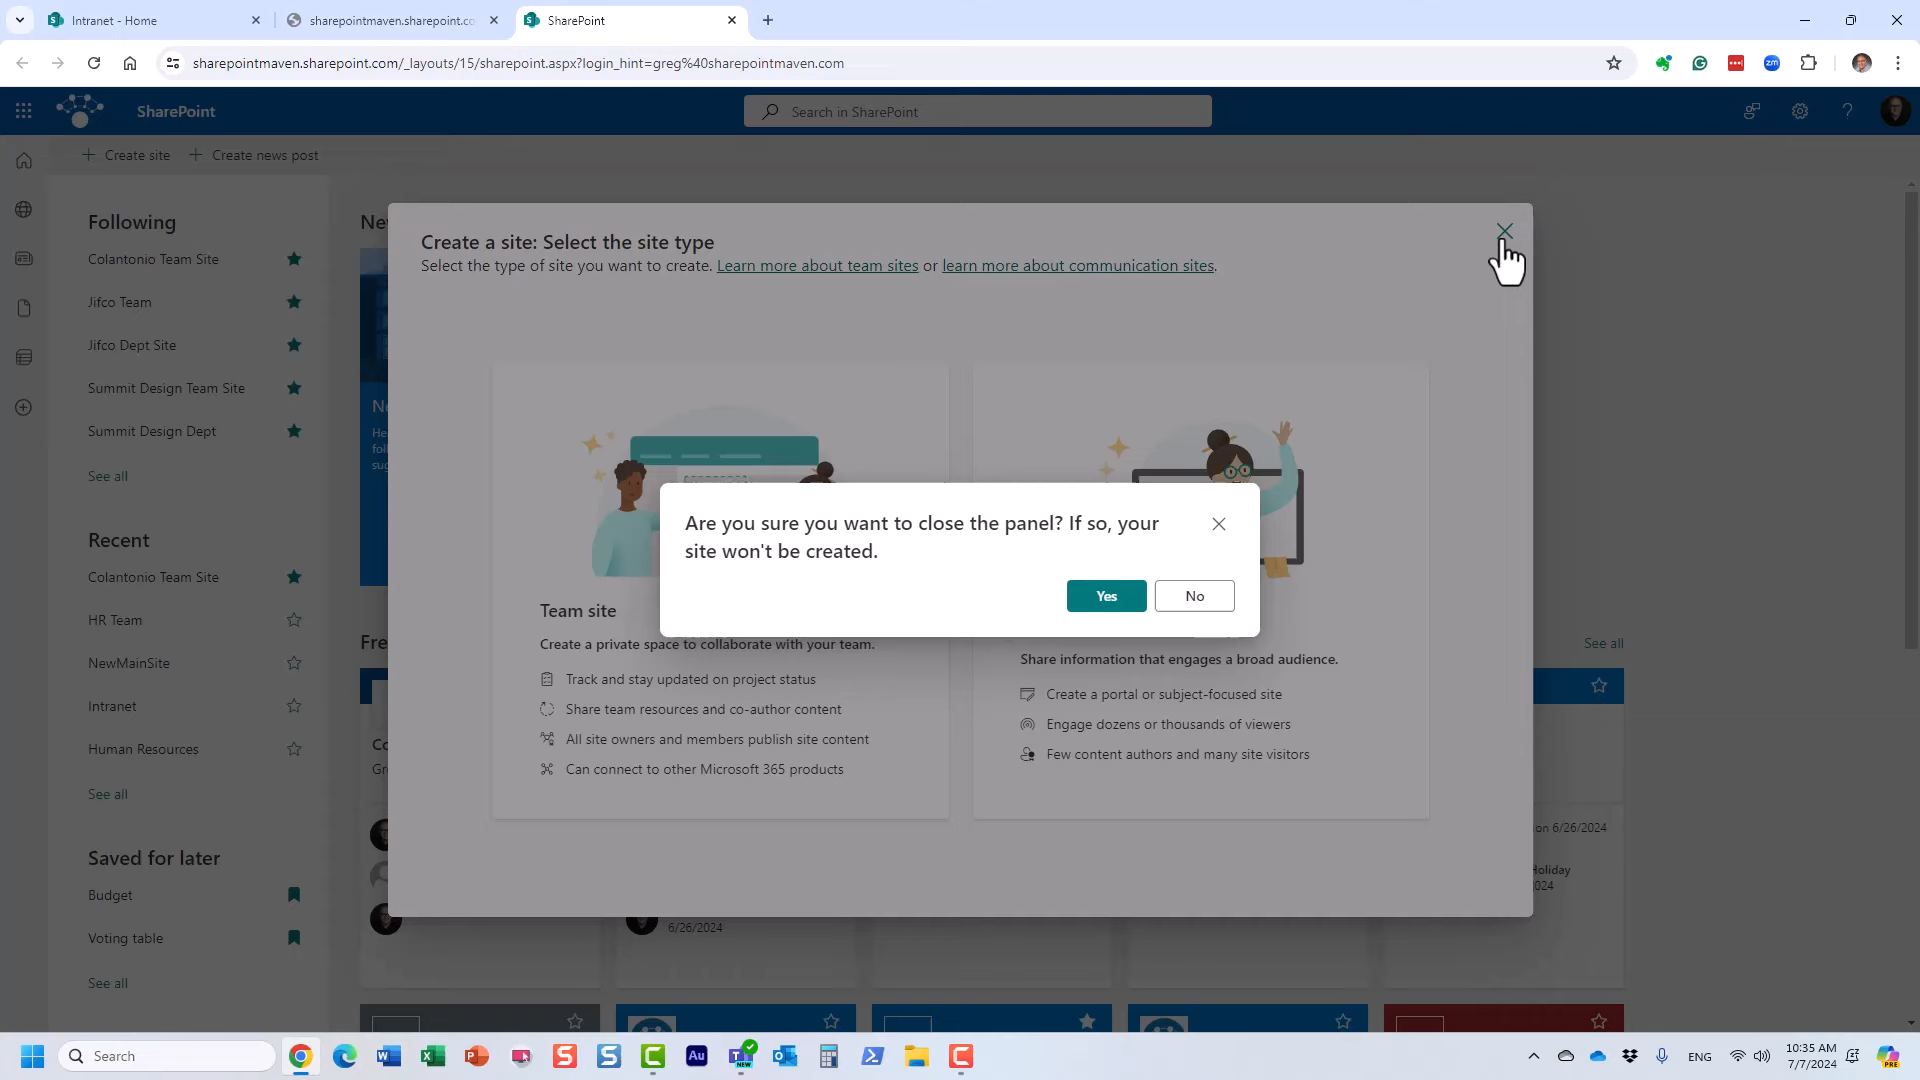 Intranet - Home
sharepointmaven.sharepoint.co
SharePoint
sharepointmaven.sharepoint.com/_layouts/15/sharepoint.aspx?login_hint=greg%40sharepointmaven.com
SharePoint
Search in SharePoint
Create site
Create news post
Following
Colantonio Team Site
Jifco Team
Jifco Dept Site
Summit Design Team Site
Summit Design Dept
See all
Recent
Colantonio Team Site
HR Team
NewMainSite
Intranet
Human Resources
See all
Saved for later
Budget
Voting table
See all
Create a site: Select the site type
Select the type of site you want to create. Learn more about team sites or learn more about communication sites.
Are you sure you want to close the panel? If so, your
site won't be created.
Yes
No
Team site
Create a private space to collaborate with your team.
Track and stay updated on project status
Share team resources and co-author content
All site owners and members publish site content
Can connect to other Microsoft 365 products
Share information that engages a broad audience.
Create a portal or subject-focused site
Engage dozens or thousands of viewers
Few content authors and many site visitors
See all
on 6/26/2024
Holiday
6/26/2024
Search
ENG
10:35 AM
7/7/2024